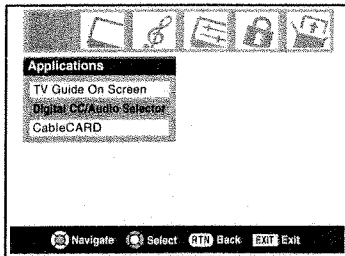 Applications
TV Guide On Screen
Digital CC/Audio Selector
CableCARD
Navigate Select RTN Back EXIT Exit